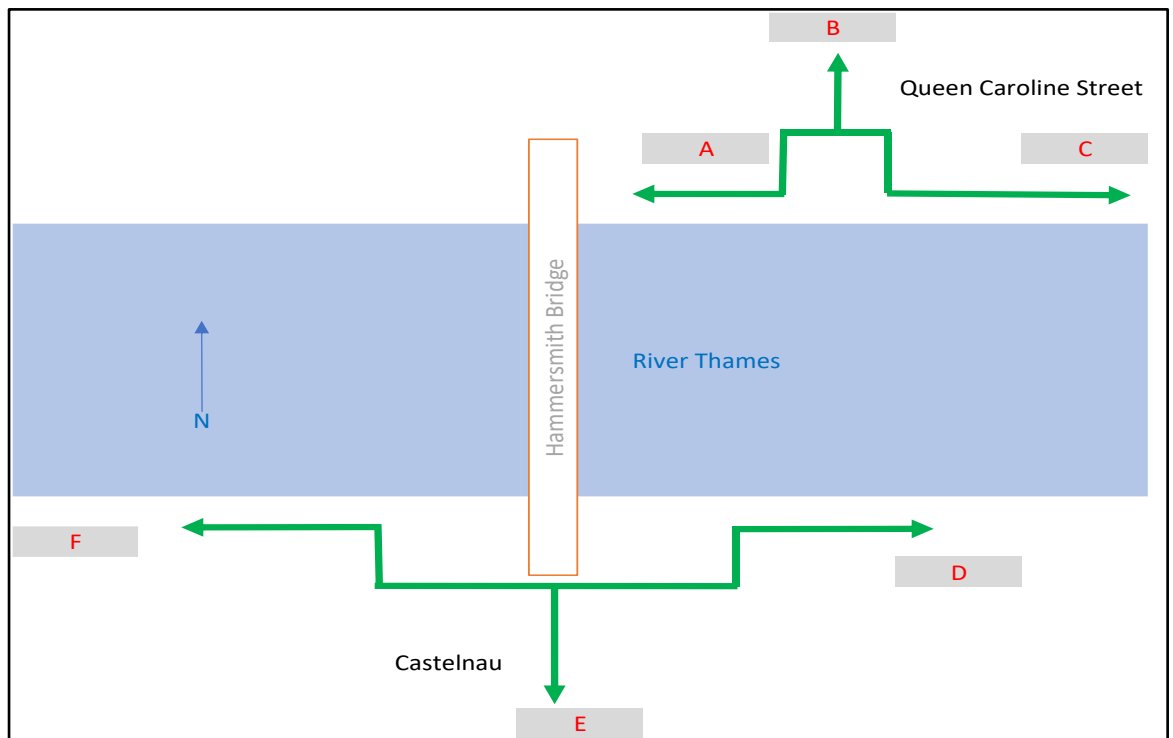 B
Queen Caroline Street
A
C
Hammersmith Bridge
River Thames
N
F
D
Castelnau
E